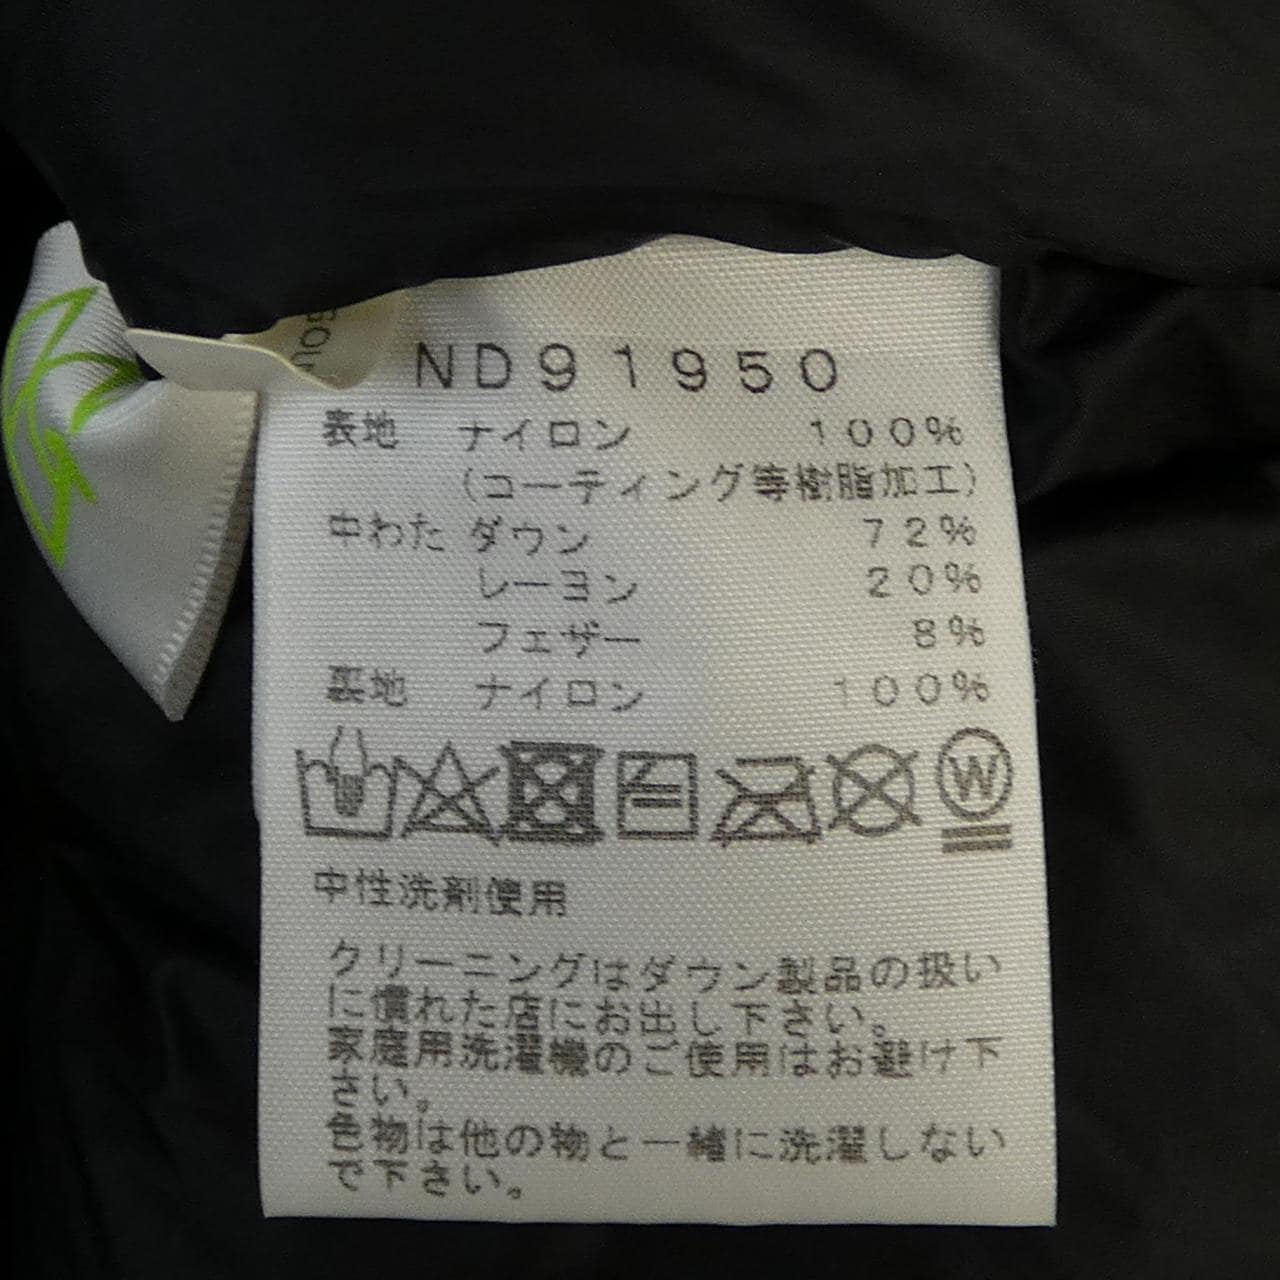 ND91950
表地 ナイロン 100%
(コーティング等樹脂加工)
中わた ダウン 72%
レーヨン 20%
フェザー 8%
裏地 ナイロン 100%
W
中性洗剤使用
クリーニングはダウン製品の扱い
に慣れた店にお出し下さい。
家庭用洗濯機のご使用はお避け下
さい。
色物は他の物と一緒に洗濯しない
で下さい。